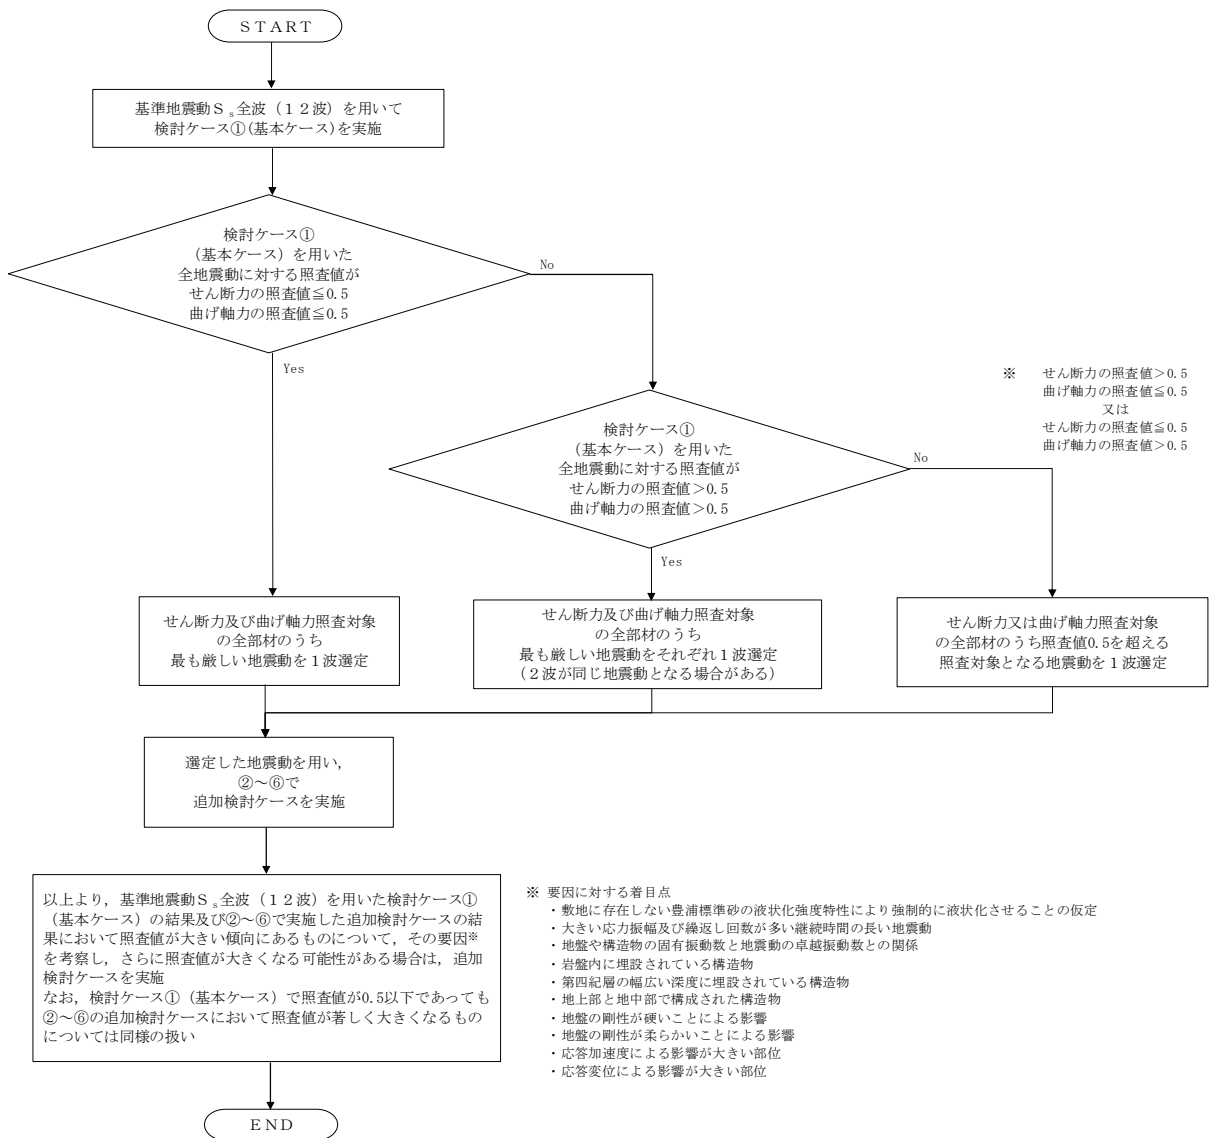 ＳＴＡＲＴ
基準地震動Ｓｓ全波（１２波）を用いて
検討ケース①(基本ケース)を実施
検討ケース①
（基本ケース）を用いた
全地震動に対する照査値が
せん断力の照査値≦0.5
曲げ軸力の照査値≦0.5
No
Yes
※　せん断力の照査値＞0.5
曲げ軸力の照査値≦0.5
又は
せん断力の照査値≦0.5
曲げ軸力の照査値＞0.5
検討ケース①
（基本ケース）を用いた
全地震動に対する照査値が
せん断力の照査値＞0.5
曲げ軸力の照査値＞0.5
No
Yes
せん断力及び曲げ軸力照査対象
の全部材のうち
最も厳しい地震動を１波選定
せん断力及び曲げ軸力照査対象
の全部材のうち
最も厳しい地震動をそれぞれ１波選定
（２波が同じ地震動となる場合がある）
せん断力又は曲げ軸力照査対象
の全部材のうち照査値0.5を超える
照査対象となる地震動を１波選定
選定した地震動を用い，
②～⑥で
追加検討ケースを実施
以上より，基準地震動Ｓｓ全波（１２波）を用いた検討ケース①
（基本ケース）の結果及び②～⑥で実施した追加検討ケースの結
果において照査値が大きい傾向にあるものについて，その要因※
を考察し，さらに照査値が大きくなる可能性がある場合は，追加
検討ケースを実施
なお，検討ケース①（基本ケース）で照査値が0.5以下であっても
②～⑥の追加検討ケースにおいて照査値が著しく大きくなるもの
については同様の扱い
※ 要因に対する着目点
・敷地に存在しない豊浦標準砂の液状化強度特性により強制的に液状化させることの仮定
・大きい応力振幅及び繰返し回数が多い継続時間の長い地震動
・地盤や構造物の固有振動数と地震動の卓越振動数との関係
・岩盤内に埋設されている構造物
・第四紀層の幅広い深度に埋設されている構造物
・地上部と地中部で構成された構造物
・地盤の剛性が硬いことによる影響
・地盤の剛性が柔らかいことによる影響
・応答加速度による影響が大きい部位
・応答変位による影響が大きい部位
ＥＮＤ